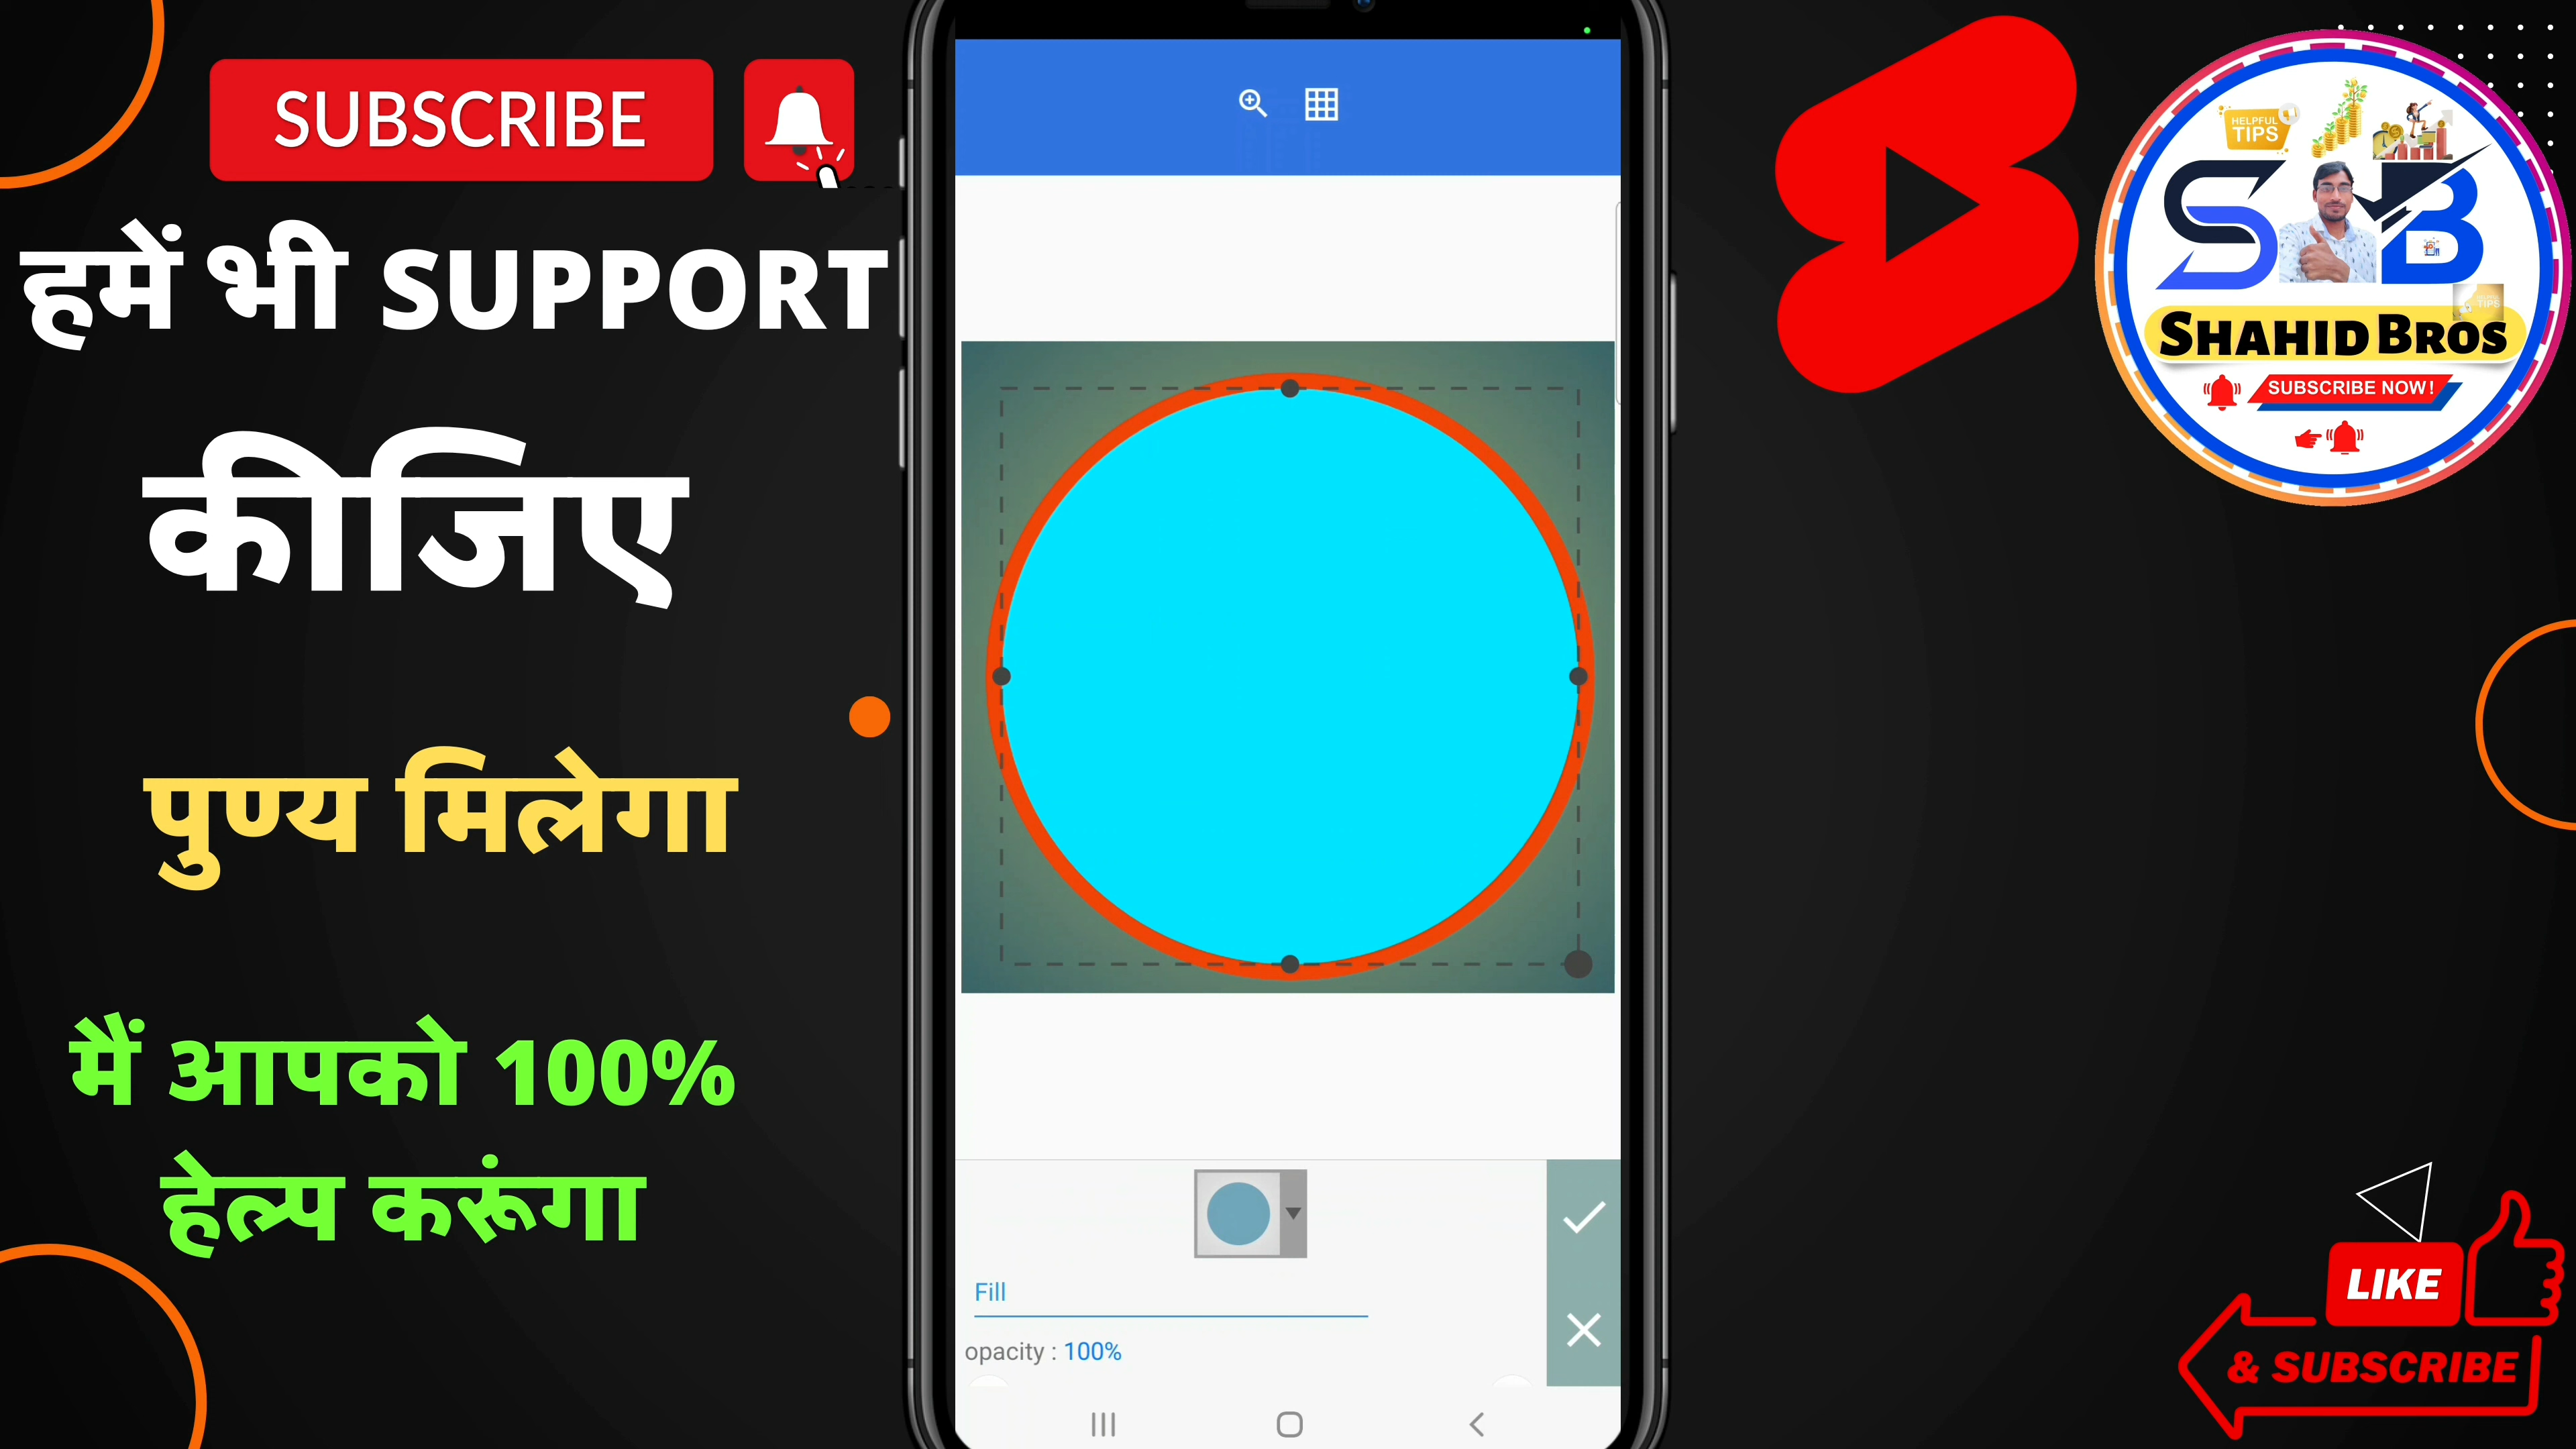 SUBSCRIBE
हमें भी SUPPORT
कीजिए
पुण्य मिलेगा
मैं आपको 100%
हेल्प करूंगा
Fill
opacity : 100%
HELPFUL
TIPS
S B
SHAHID BROS
SUBSCRIBE NOW!
LIKE
& SUBSCRIBE